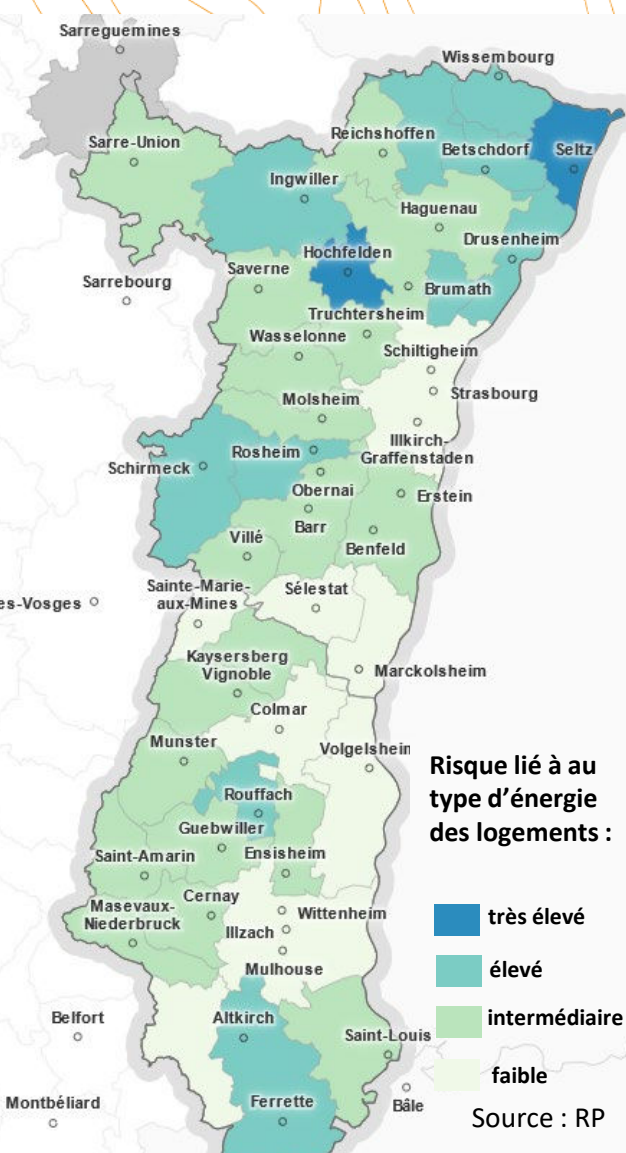 Sarreguemines
Wissembourg
Sarre-Union
Reichshoffen
Betschdorf
Seltz
Ingwiller
Haguenau
Drusenheim
Hochfelden
Saverne
Sarrebourg
Brumath
Truchtersheim
Wasselonne
Schiltigheim
Strasbourg
Molsheim
Illkirch-
Graffenstaden
Rosheim
Schirmeck
Obernai
Erstein
Barr
Villé
Benfeld
Sainte-Marie-
aux-Mines
Sélestat
es-Vosges
Kaysersberg
Vignoble
Marckolsheim
Colmar
Munster
Volgelshein
Rouffach
Guebwiller
Saint-Amarin
Ensisheim
Cernay
Masevaux-
Niederbruck
Wittenheim
Illzach
Mulhouse
Belfort
Altkirch
Saint-Louis
Montbéliard
Ferrette
Bâle
Risque lié à au
type d’énergie
des logements :
très élevé
élevé
intermédiaire
faible
Source : RP